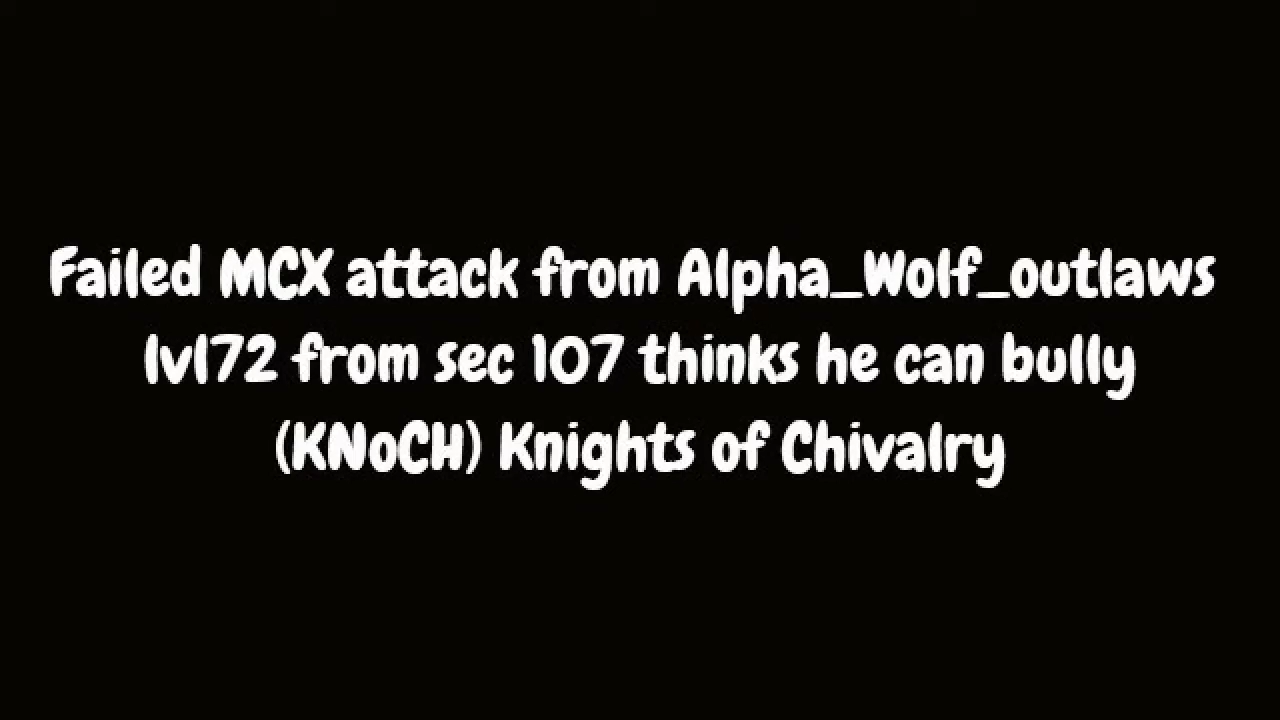 Failed MCX attack from Alpha_Wolf_outlaws
lvl72 from sec 107 thinks he can bully
(KNoCH) Knights of Chivalry